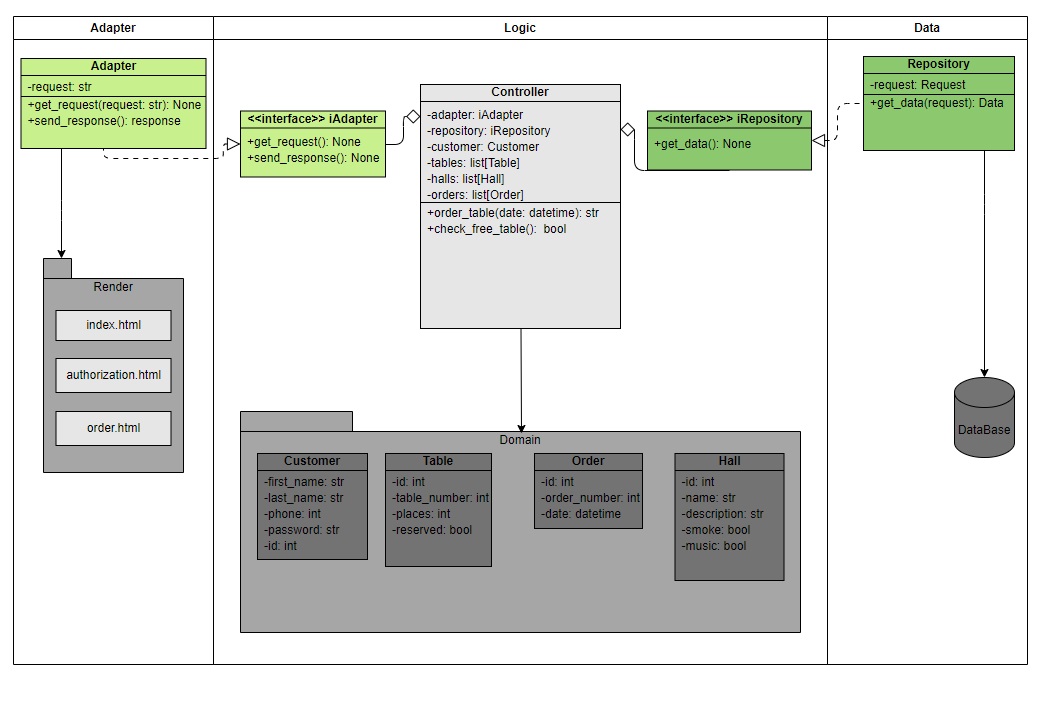 Adapter
Logic
Data
Adapter
-request: str
+get_request(request: str): None
+send_response(): response
<<interface>> iAdapter
+get_request(): None
+send_response(): None
Controller
-adapter: iAdapter
-repository: iRepository
-customer: Customer
-tables: list[Table]
-halls: list[Hall]
-orders: list[Order]
+order_table(date: datetime): str
+check_free_table():  bool
<<interface>> iRepository
+get_data(): None
Repository
-request: Request
+get_data(request): Data
Render
index.html
authorization.html
order.html
DataBase
Domain
Customer
-first_name: str
-last_name: str
-phone: int
-password: str
-id: int
Table
-id: int
-table_number: int
-places: int
-reserved: bool
Order
-id: int
-order_number: int
-date: datetime
Hall
-id: int
-name: str
-description: str
-smoke: bool
-music: bool